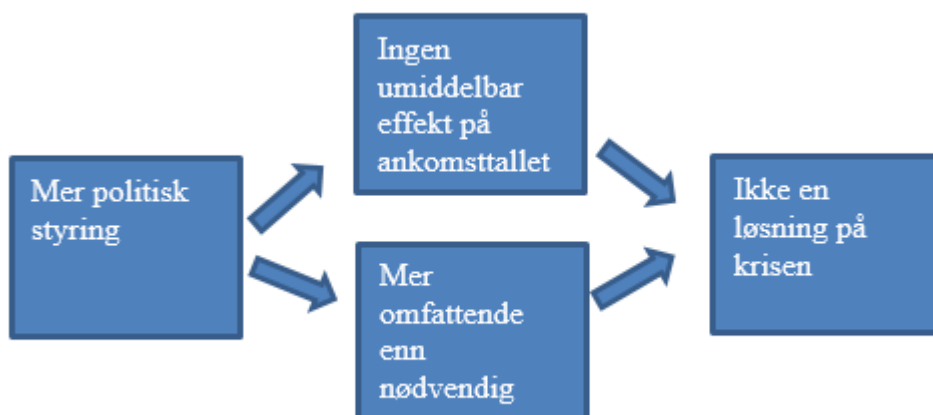 Mer politisk
styring
Ingen
umiddelbar
effekt på
ankomsttallet
Mer
omfattende
enn
nødvendig
Ikke en
løsning på
krisen